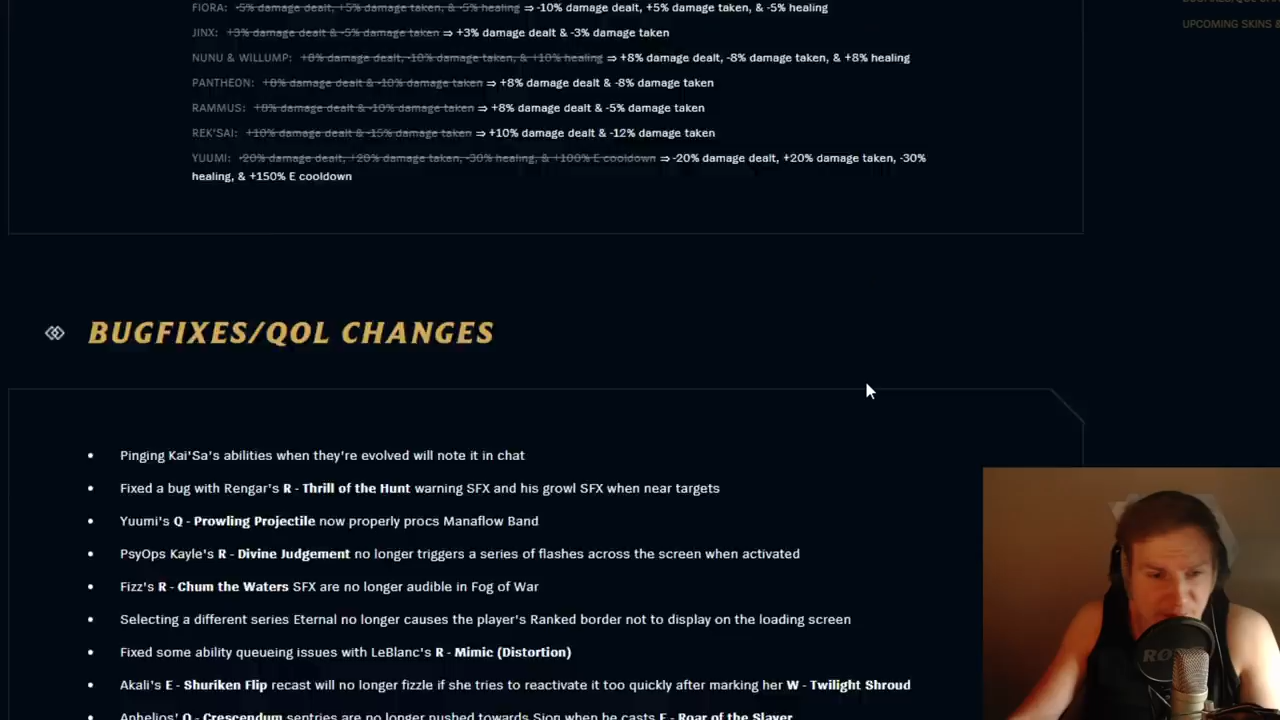 FIORA: -5% damage dealt, +5% damage taken, & -5% healing ⇒ -10% damage dealt, +5% damage taken, & -5% healing
UPCOMING SKINS &
JINX: +3% damage dealt & -5% damage taken ⇒ +3% damage dealt & -3% damage taken
NUNU & WILLUMP: +8% damage dealt, -10% damage taken, & +10% healing ⇒ +8% damage dealt, -8% damage taken, & +8% healing
PANTHEON: +8% damage dealt & -10% damage taken ⇒ +8% damage dealt & -8% damage taken
RAMMUS: +8% damage dealt & -10% damage taken ⇒ +8% damage dealt & -5% damage taken
REK'SAI: +10% damage dealt & -15% damage taken ⇒ +10% damage dealt & -12% damage taken
YUUMI: -20% damage dealt, +20% damage taken, -30% healing, & +100% E cooldown ⇒ -20% damage dealt, +20% damage taken, -30%
healing, & +150% E cooldown
BUGFIXES/QOL CHANGES
• Pinging Kai'Sa's abilities when they're evolved will note it in chat
• Fixed a bug with Rengar's R - Thrill of the Hunt warning SFX and his growl SFX when near targets
• Yuumi's Q - Prowling Projectile now properly procs Manaflow Band
• PsyOps Kayle's R - Divine Judgement no longer triggers a series of flashes across the screen when activated
• Fizz's R - Chum the Waters SFX are no longer audible in Fog of War
• Selecting a different series Eternal no longer causes the player's Ranked border not to display on the loading screen
• Fixed some ability queueing issues with LeBlanc's R - Mimic (Distortion)
• Akali's E - Shuriken Flip recast will no longer fizzle if she tries to reactivate it too quickly after marking her W - Twilight Shroud
• Aphelios' Q - Crescendum sentries are no longer pushed towards Sion when he casts E - Roar of the Slayer